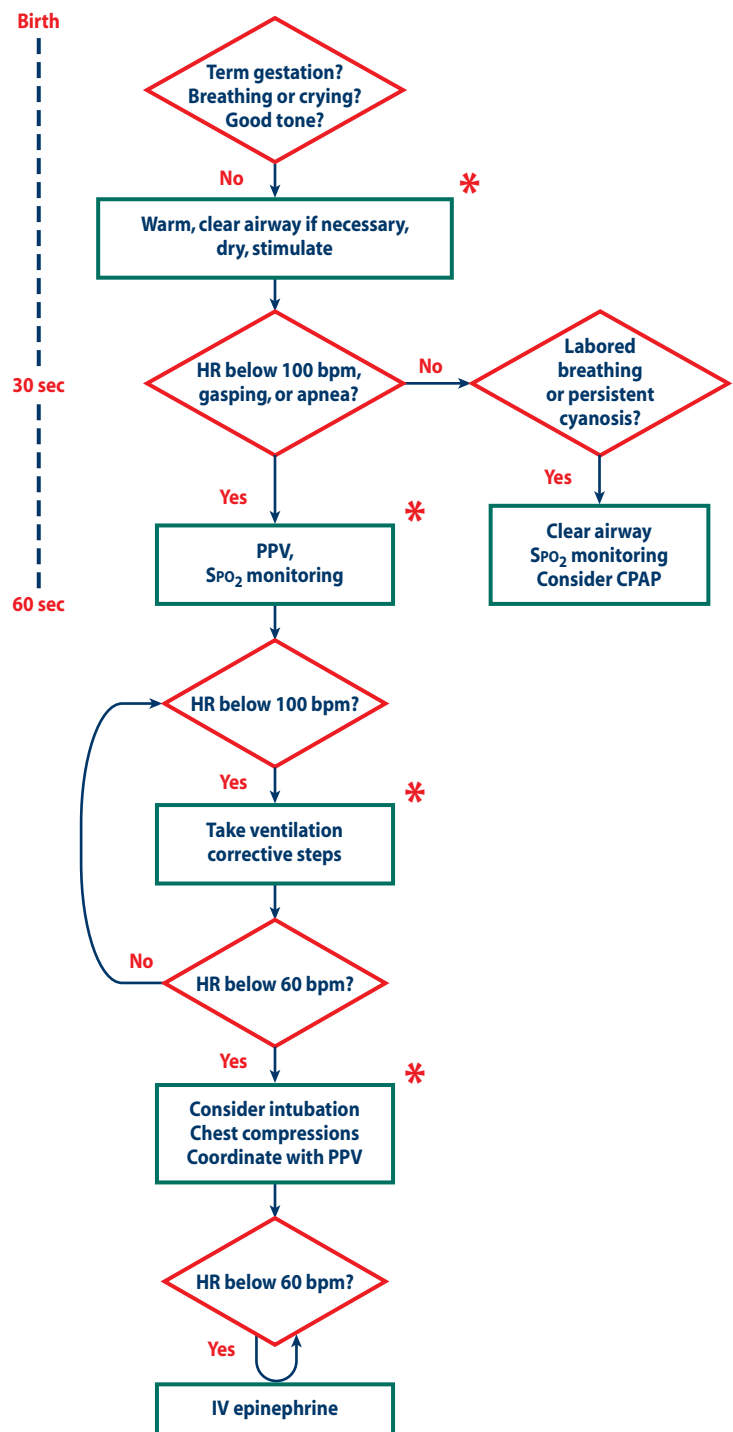 Birth
Term gestation?
Breathing or crying?
Good tone?
No
*
Warm, clear airway if necessary,
dry, stimulate
30 sec
HR below 100 bpm,
gasping, or apnea?
No
Labored
breathing
or persistent
cyanosis?
Yes
*
Yes
PPV,
SPO₂ monitoring
Clear airway
SPO₂ monitoring
Consider CPAP
60 sec
HR below 100 bpm?
Yes
*
Take ventilation
corrective steps
No
HR below 60 bpm?
Yes
*
Consider intubation
Chest compressions
Coordinate with PPV
HR below 60 bpm?
Yes
IV epinephrine